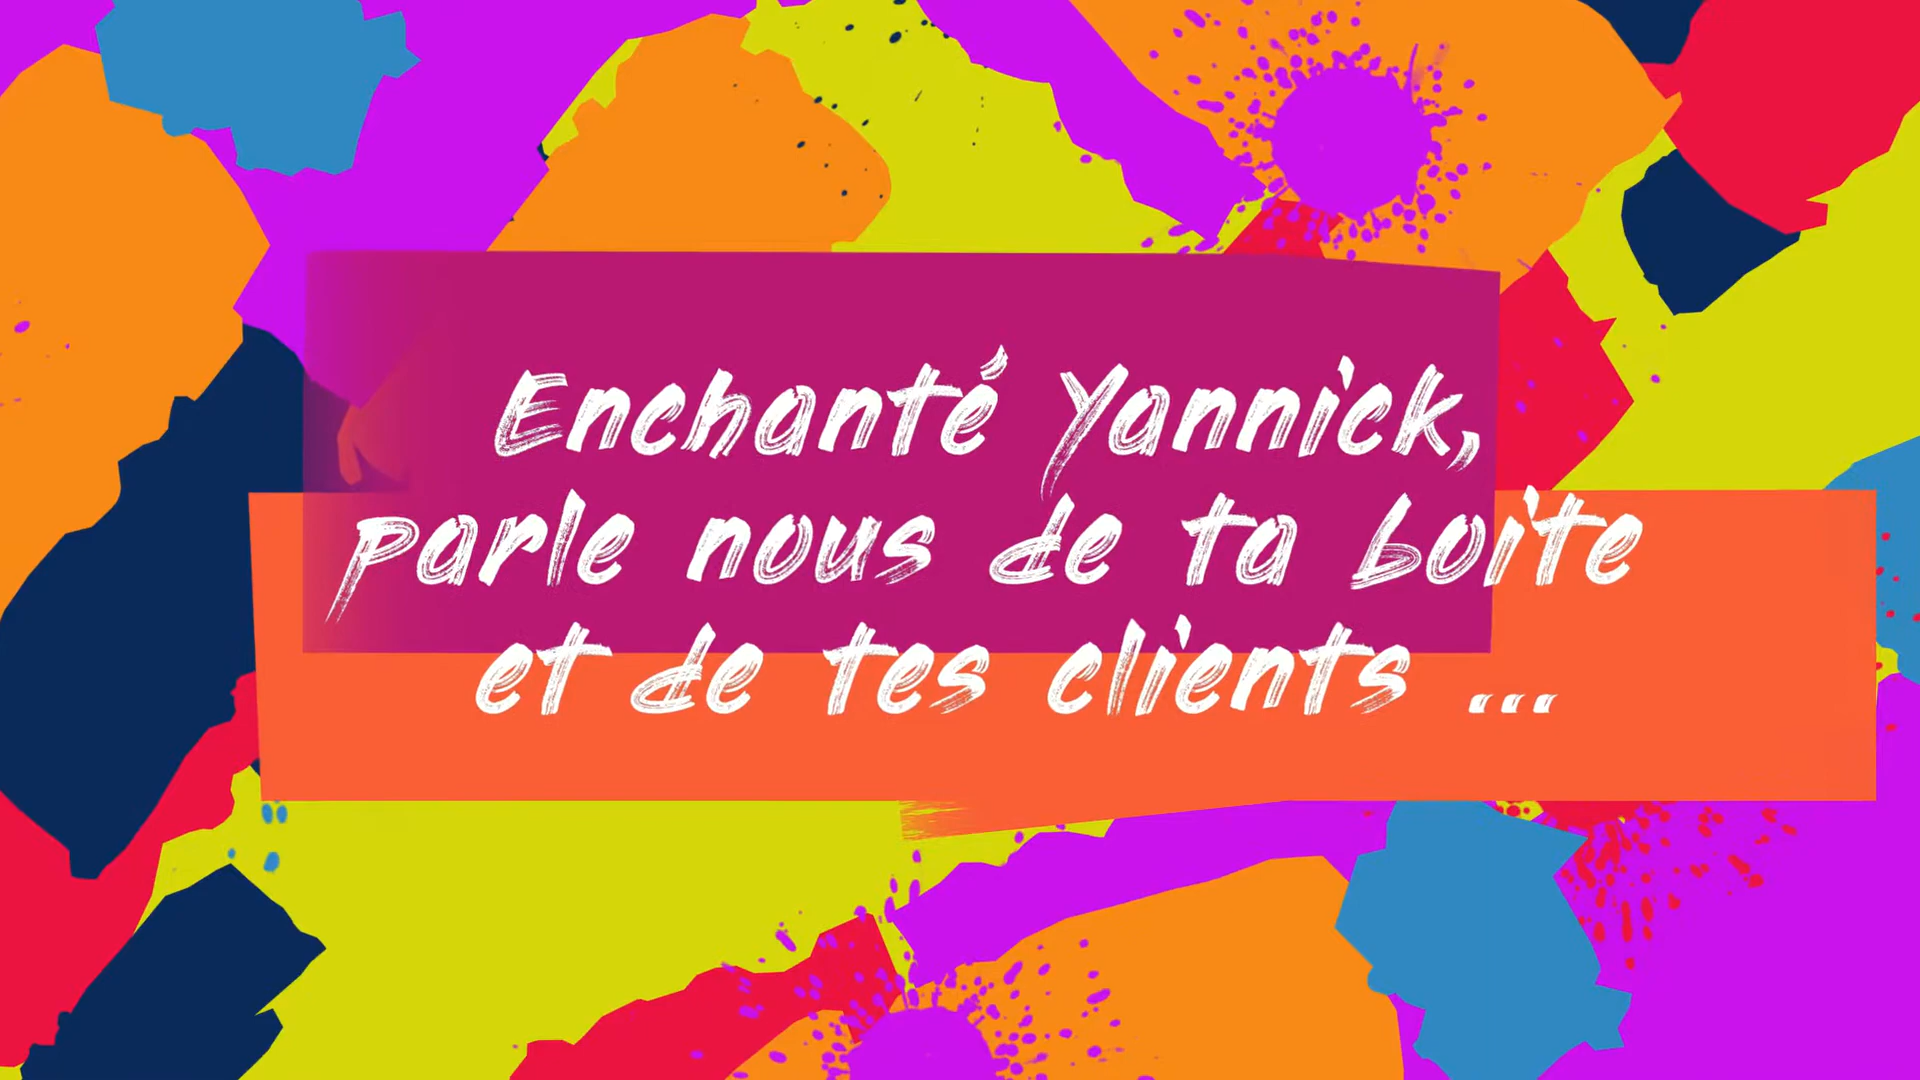 Enchanté Yannick,
parle nous de ta boite
et de tes clients ...